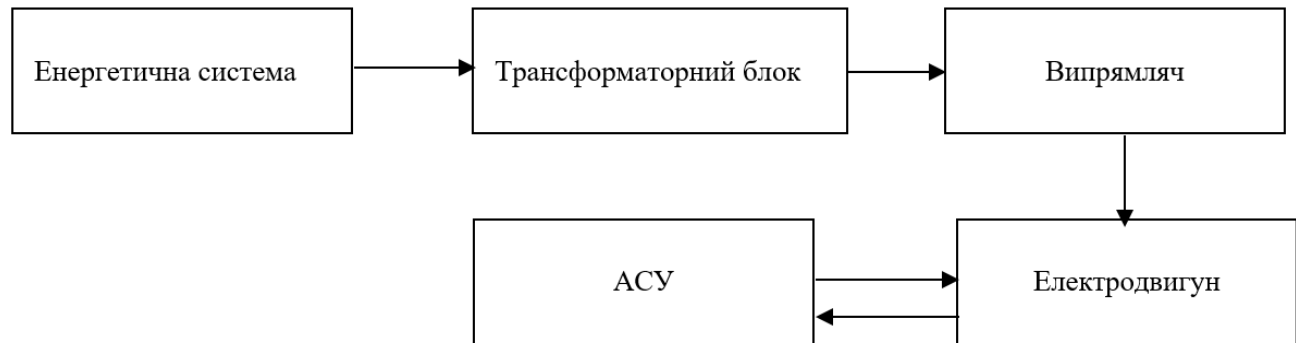 Енергетична система
Трансформаторний блок
Випрямляч
АСУ
Електродвигун